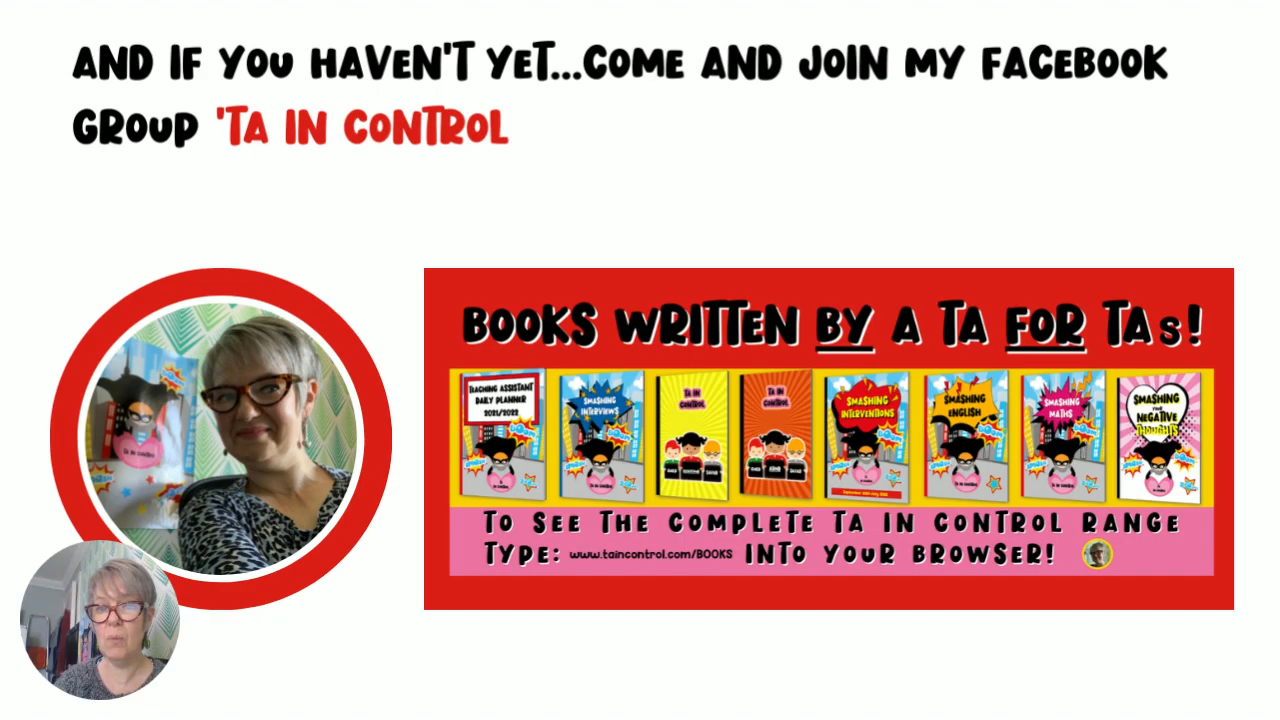 AND IF YOU HAVEN'T YET...COME AND JOIN MY FACEBOOK
GROUP 'TA IN CONTROL
BOOKS WRITTEN BY A TA FOR TAs!
TEACHING ASSISTANT
DAILY PLANNER
2021/2022
SMASHING
INTERVIEWS
TA IN
CONTROL
TA IN
CONTROL
SMASHING
INTERVENTIONS
SMASHING
ENGLISH
SMASHING
MATHS
SMASHING
YOUR
NEGATIVE
THOUGHTS
TO SEE THE COMPLETE TA IN CONTROL RANGE
TYPE: www.taincontrol.com/BOOKS INTO YOUR BROWSER!